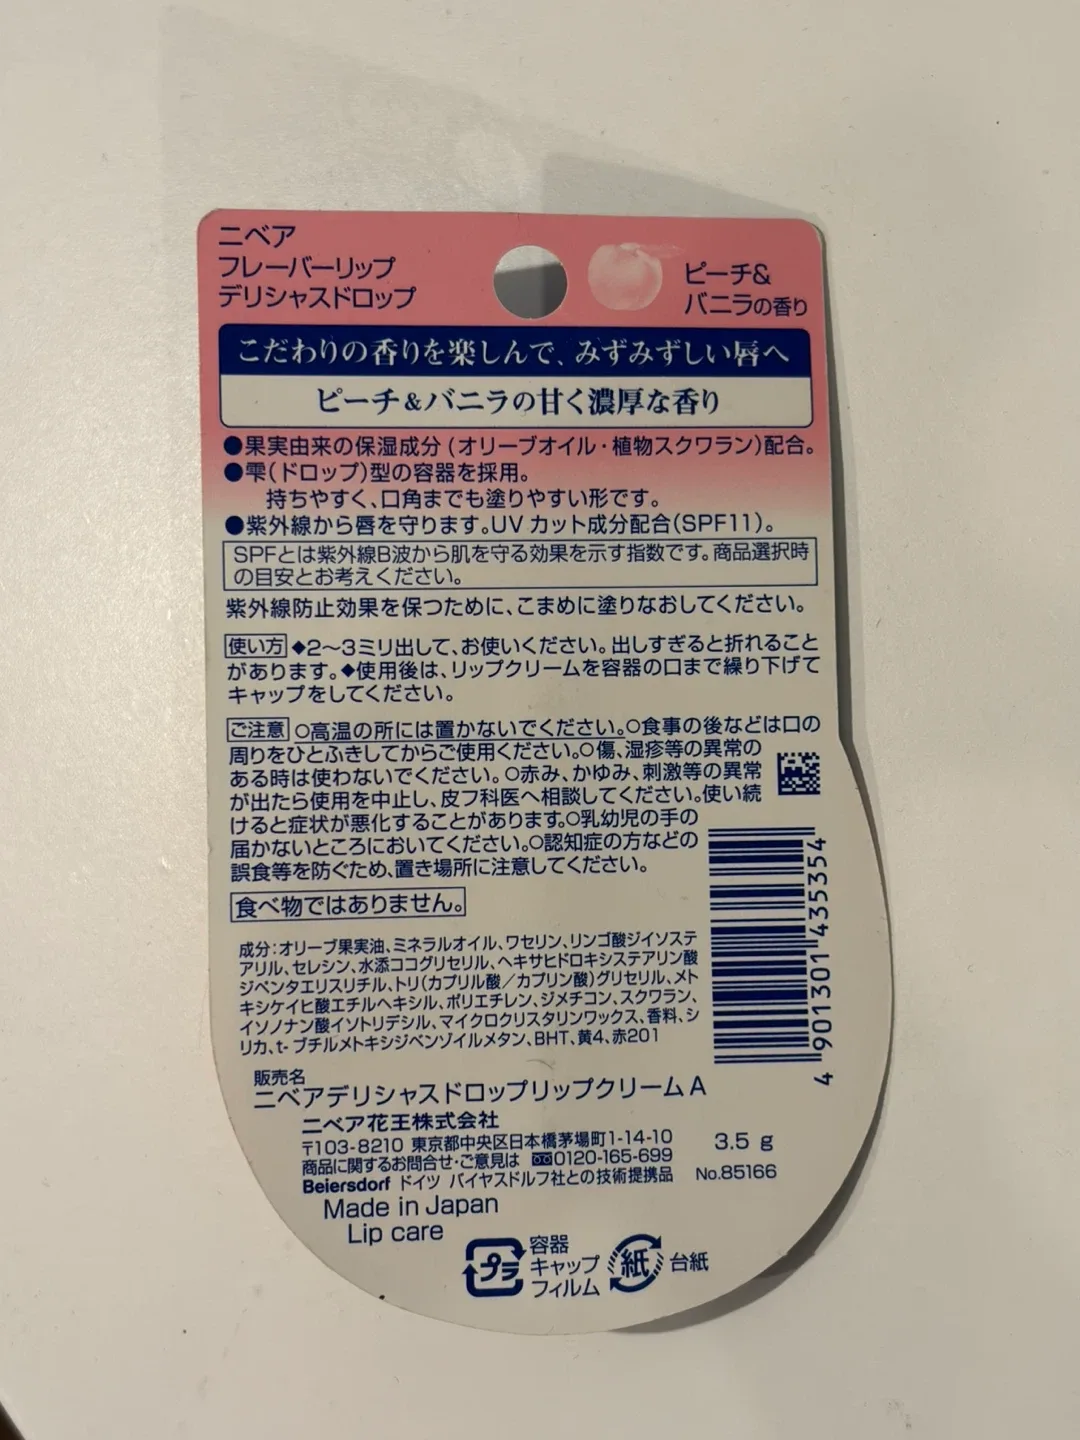 ニベア
フレーバーリップ
デリシャスドロップ
ピーチ&
バニラの香り
こだわりの香りを楽しんで、みずみずしい唇へ
ピーチ&バニラの甘く濃厚な香り
●果実由来の保湿成分(オリーブオイル・植物スクワラン)配合。
●雫(ドロップ)型の容器を採用。
持ちやすく、口角までも塗りやすい形です。
●紫外線から唇を守ります。UVカット成分配合(SPF11)。
SPFとは紫外線B波から肌を守る効果を示す指数です。商品選択時
の目安とお考えください。
紫外線防止効果を保つために、こまめに塗りなおしてください。
使い方 ◆2〜3ミリ出して、お使いください。出しすぎると折れること
があります。◆使用後は、リップクリームを容器の口まで繰り下げて
キャップをしてください。
ご注意 ○高温の所には置かないでください。○食事の後などは口の
周りをひとふきしてからご使用ください。○傷、湿疹等の異常の
ある時は使わないでください。○赤み、かゆみ、刺激等の異常
が出たら使用を中止し、皮フ科医へ相談してください。使い続
けると症状が悪化することがあります。○乳幼児の手の
届かないところにおいてください。○認知症の方などの
誤食等を防ぐため、置き場所に注意してください。
食べ物ではありません。
成分:オリーブ果実油、ミネラルオイル、ワセリン、リンゴ酸ジイソステ
アリル、セレシン、水添ココグリセリル、ヘキサヒドロキシステアリン酸
ジペンタエリスリチル、トリ(カプリル酸/カプリン酸)グリセリル、メト
キシケイヒ酸エチルヘキシル、ポリエチレン、ジメチコン、スクワラン、
イソノナン酸イソトリデシル、マイクロクリスタリンワックス、香料、シ
リカ、t-ブチルメトキシジベンゾイルメタン、BHT、黄4、赤201
4 901301 435354
販売名
ニベアデリシャスドロップリップクリームA
ニベア花王株式会社
〒103-8210 東京都中央区日本橋茅場町1-14-10
商品に関するお問合せ・ご意見は 0120-165-699
Beiersdorf ドイツ バイヤスドルフ社との技術提携品
3.5 g
No.85166
Made in Japan
Lip care
プラ
容器
キャップ
フィルム
紙
台紙